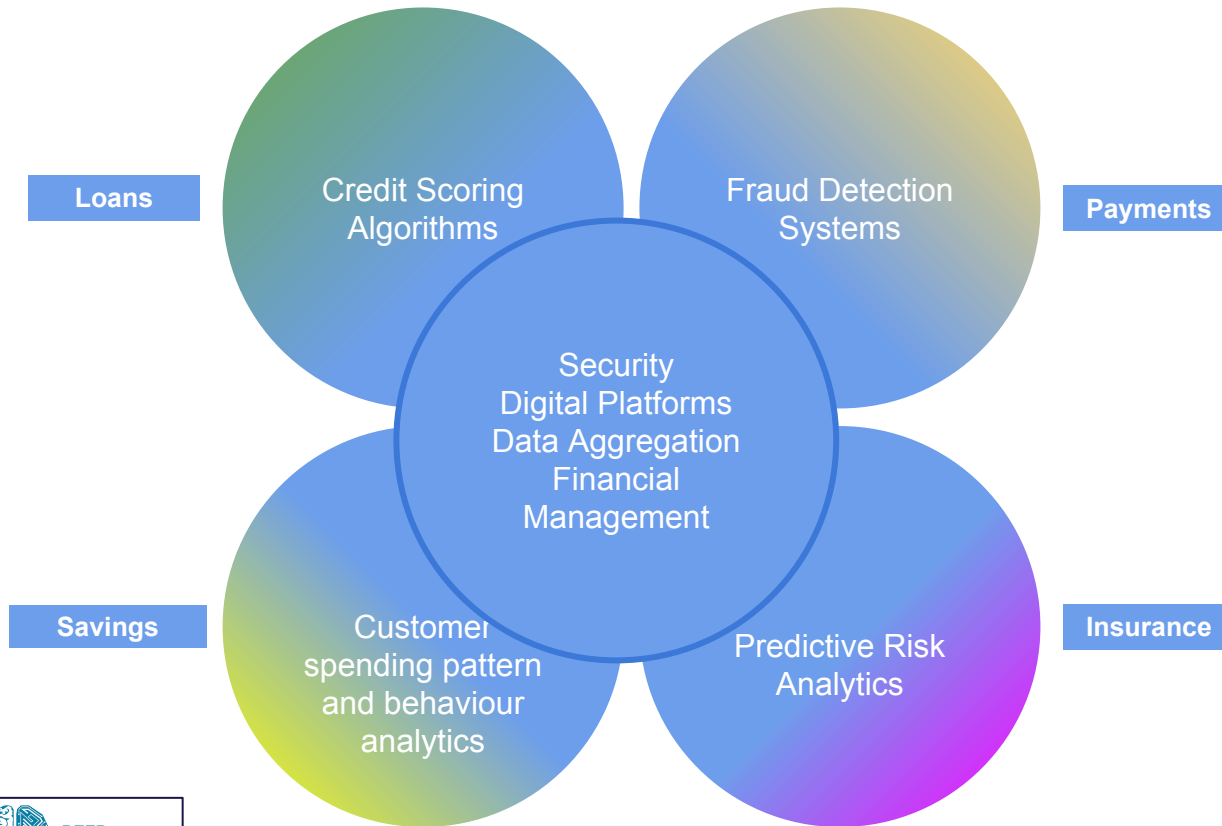 Loans
Credit Scoring
Algorithms
Fraud Detection
Systems
Payments
Security
Digital Platforms
Data Aggregation
Financial
Management
Savings
Customer
spending pattern
and behaviour
analytics
Predictive Risk
Analytics
Insurance